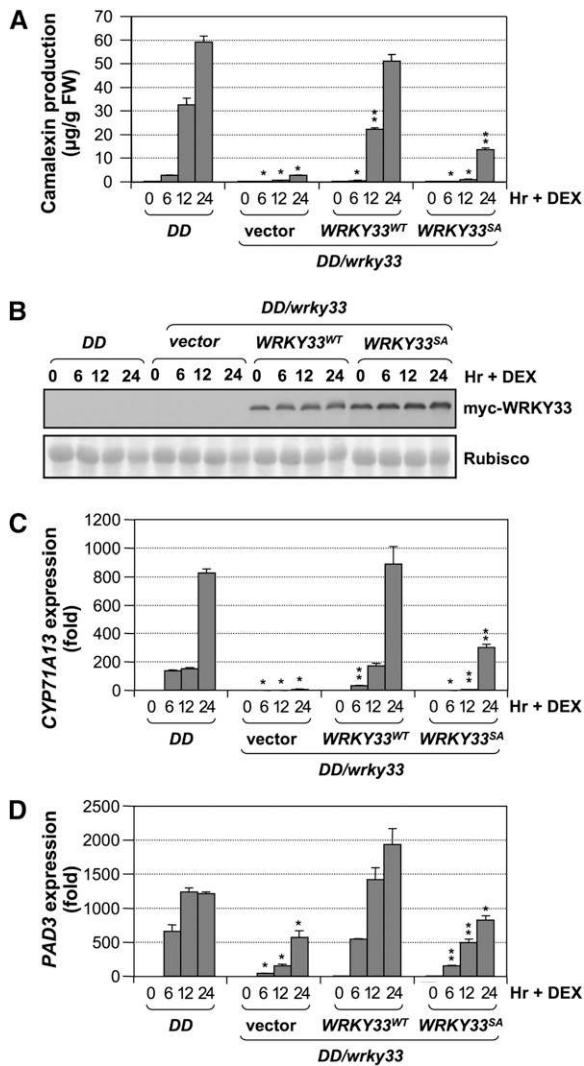 A
Camalexin production
(µg/g FW)
70
60
50
40
30
20
10
0
* * * * ** * * **
0 6 12 24 0 6 12 24 0 6 12 24 0 6 12 24 Hr + DEX
DD vector WRKY33WT WRKY33SA
DD/wrky33
B
DD/wrky33
DD vector WRKY33WT WRKY33SA
0 6 12 24 0 6 12 24 0 6 12 24 0 6 12 24 Hr + DEX
myc-WRKY33
Rubisco
C
CYP71A13 expression
(fold)
1200
1000
800
600
400
200
0
* * * ** * ** **
0 6 12 24 0 6 12 24 0 6 12 24 0 6 12 24 Hr + DEX
DD vector WRKY33WT WRKY33SA
DD/wrky33
D
PAD3 expression
(fold)
2500
2000
1500
1000
500
0
* * * ** ** *
0 6 12 24 0 6 12 24 0 6 12 24 0 6 12 24 Hr + DEX
DD vector WRKY33WT WRKY33SA
DD/wrky33